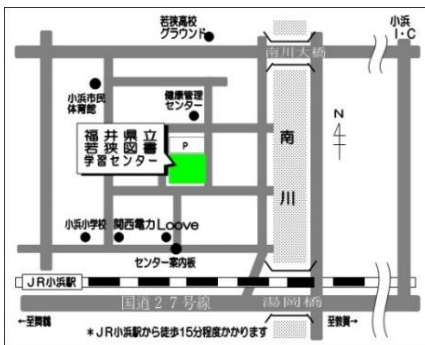 若狭高校
グラウンド
小浜
I・C
南川大橋
小浜市民
体育館
健康管理
センター
N
福井県立
若狭図書
学習センター
P
南
川
小浜小学校
関西電力
Loove
センター案内板
JR小浜駅
国道27号線
湯岡橋
←至舞鶴
至敦賀→
*JR小浜駅から徒歩15分程度かかります